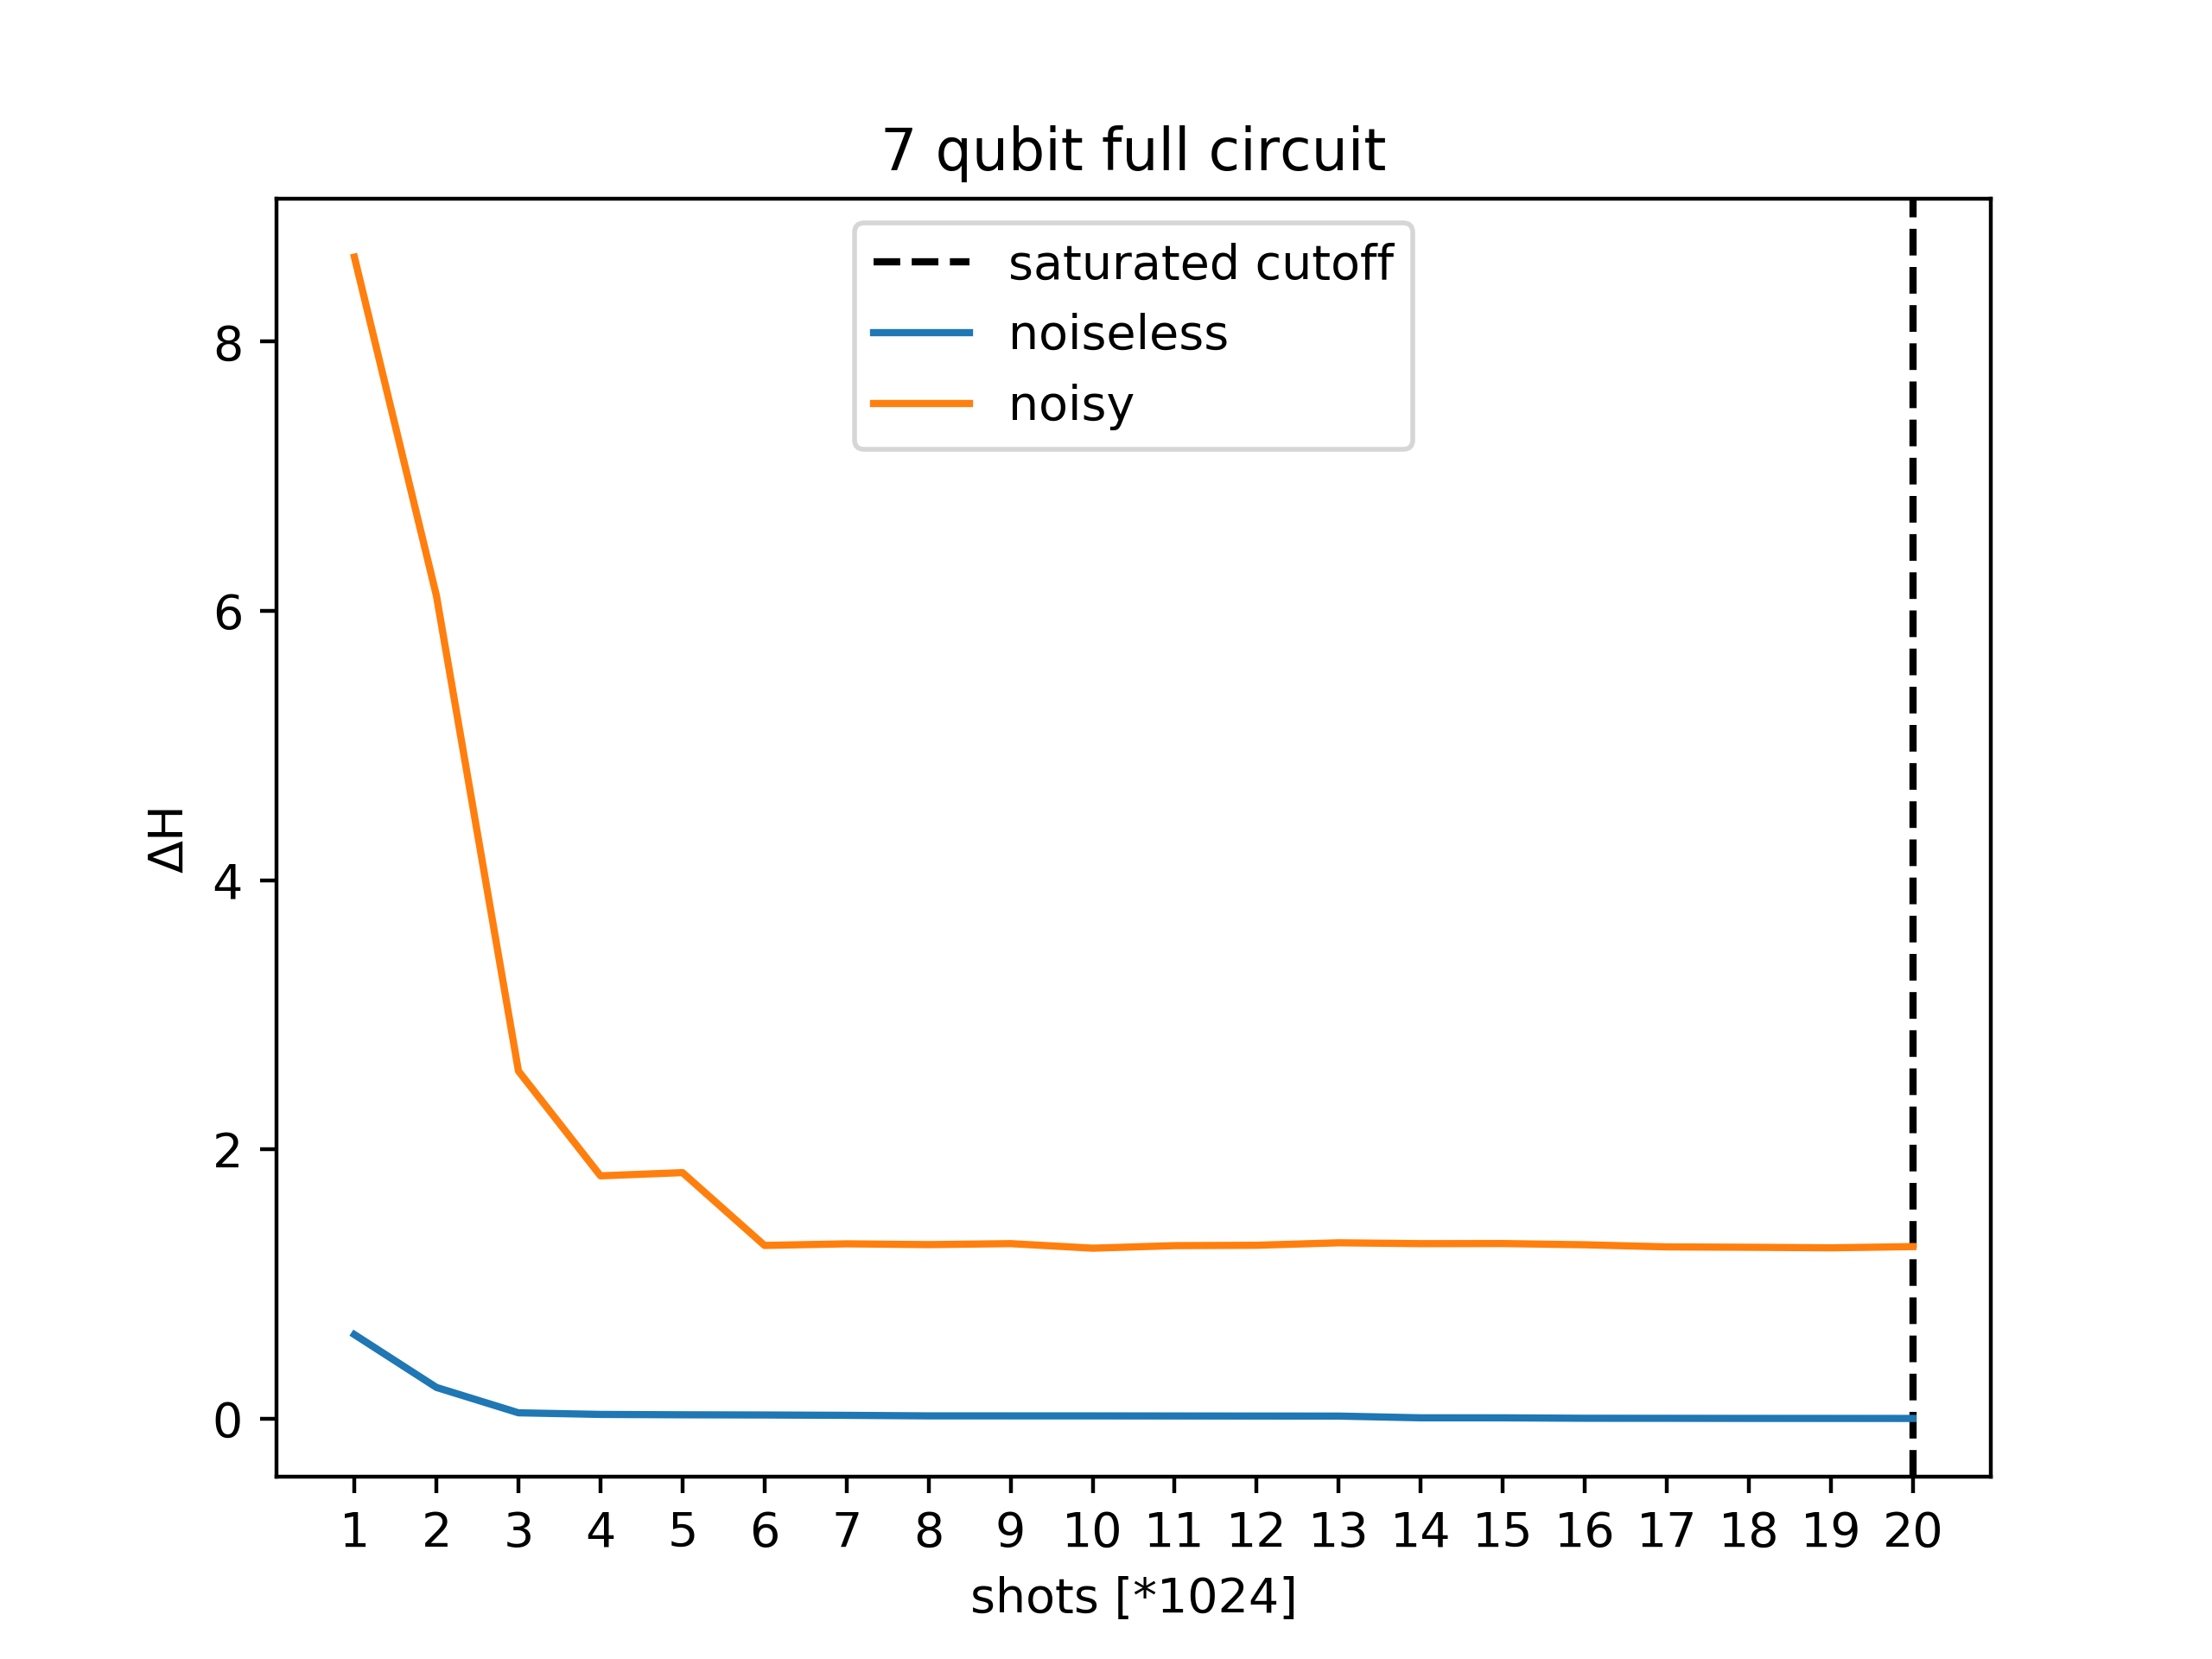 7 qubit full circuit
saturated cutoff
noiseless
noisy
8
6
4
2
0
ΔH
1 2 3 4 5 6 7 8 9 10 11 12 13 14 15 16 17 18 19 20
shots [*1024]